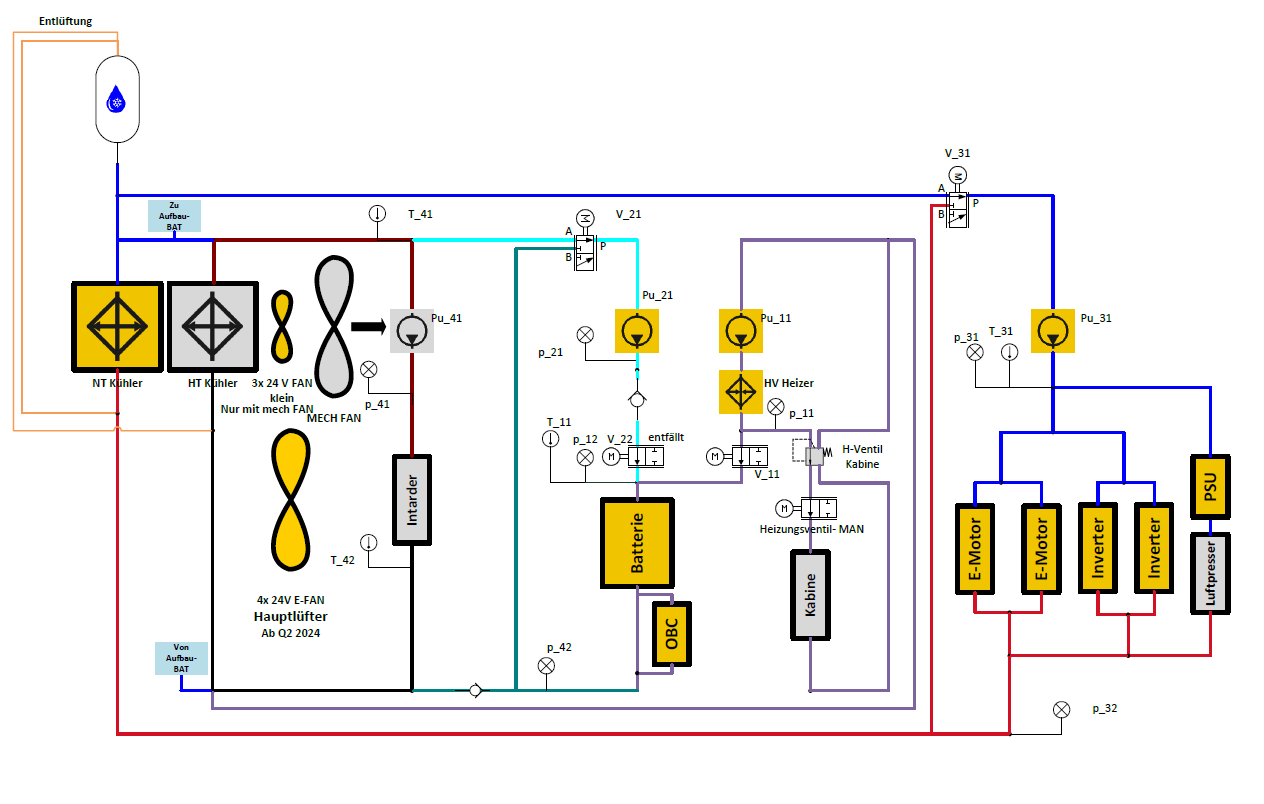 Entlüftung
V_31
M
A
P
B
Zu
Aufbau-
BAT
T_41
V_21
M
A
P
B
Pu_21
Pu_41
Pu_11
Pu_31
p_21
p_31
T_31
NT Kühler
HT Kühler
3x 24 V FAN
klein
Nur mit mech FAN
MECH FAN
p_41
HV Heizer
p_11
T_11
p_12
V_22
entfällt
M
M
V_11
H-Ventil
Kabine
Intarder
Batterie
M
Heizungsventil- MAN
PSU
E-Motor
E-Motor
Inverter
Inverter
Luftpresser
T_42
Kabine
4x 24V E-FAN
Hauptlüfter
Ab Q2 2024
OBC
Von
Aufbau-
BAT
p_42
p_32